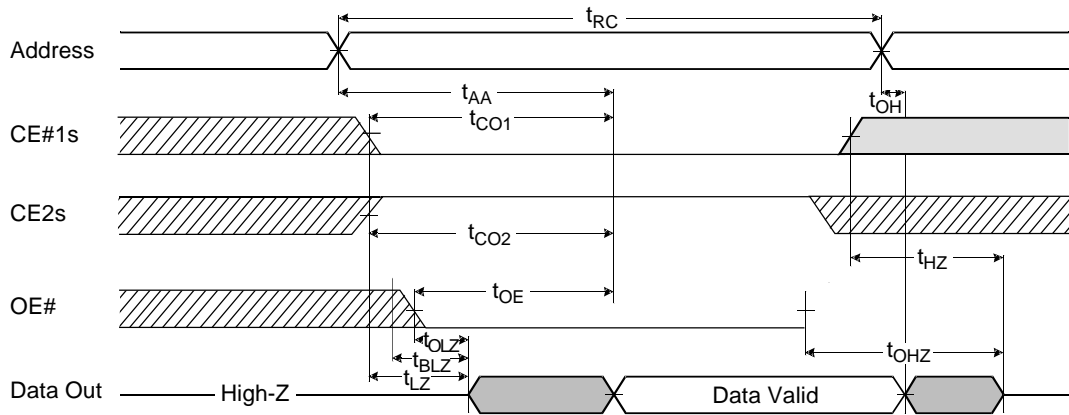 tRC
Address
tAA
tOH
tCO1
CE#1s
CE2s
tCO2
tHZ
tOE
OE#
tOLZ
tOHZ
tBLZ
tLZ
Data Out
High-Z
Data Valid